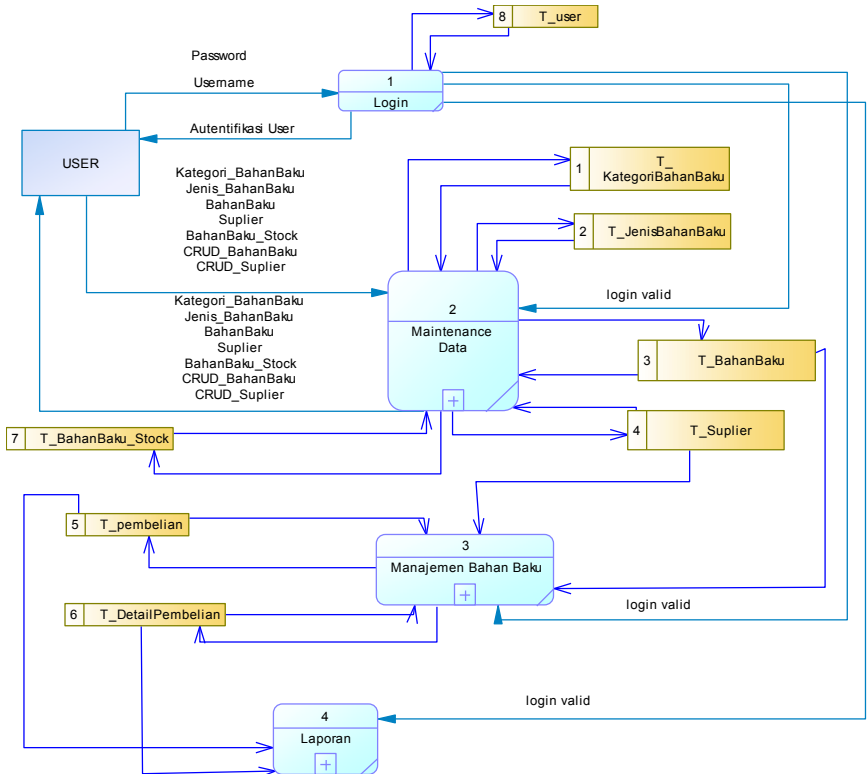 8 T_user
Password
Username
1
Login
Autentifikasi User
USER
Kategori_BahanBaku
Jenis_BahanBaku
BahanBaku
Suplier
BahanBaku_Stock
CRUD_BahanBaku
CRUD_Suplier
1 T_
KategoriBahanBaku
2 T_JenisBahanBaku
login valid
2
Maintenance
Data
+
Kategori_BahanBaku
Jenis_BahanBaku
BahanBaku
Suplier
BahanBaku_Stock
CRUD_BahanBaku
CRUD_Suplier
3 T_BahanBaku
4 T_Suplier
7 T_BahanBaku_Stock
5 T_pembelian
3
Manajemen Bahan Baku
+
6 T_DetailPembelian
login valid
login valid
4
Laporan
+